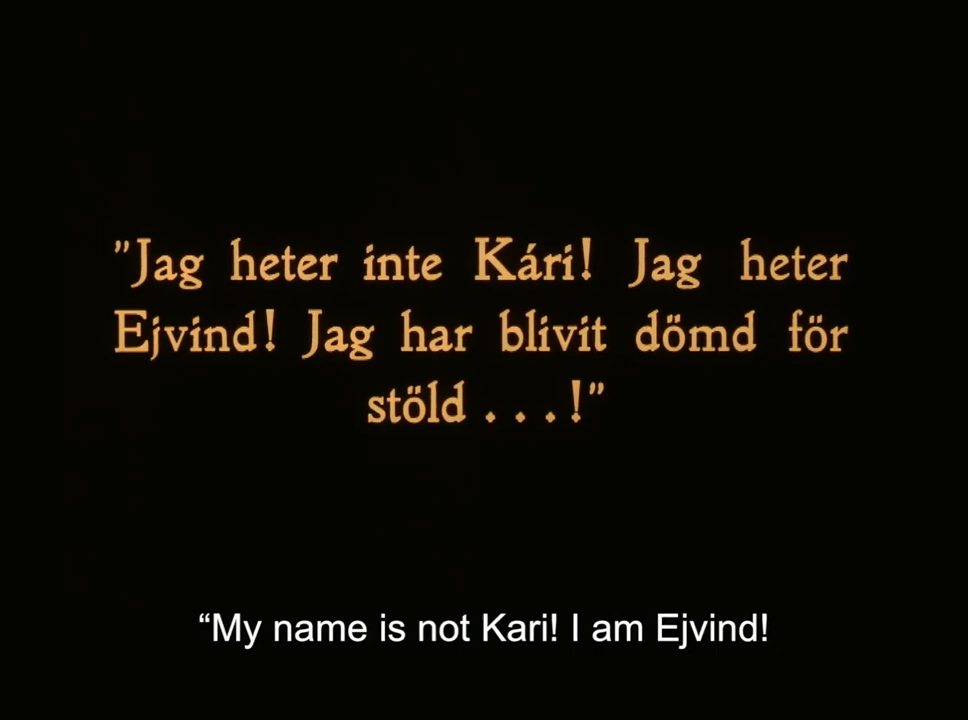 "Jag heter inte Kári! Jag heter
Ejvind! Jag har blivit dömd för
stöld . . . !"
“My name is not Kari! I am Ejvind!